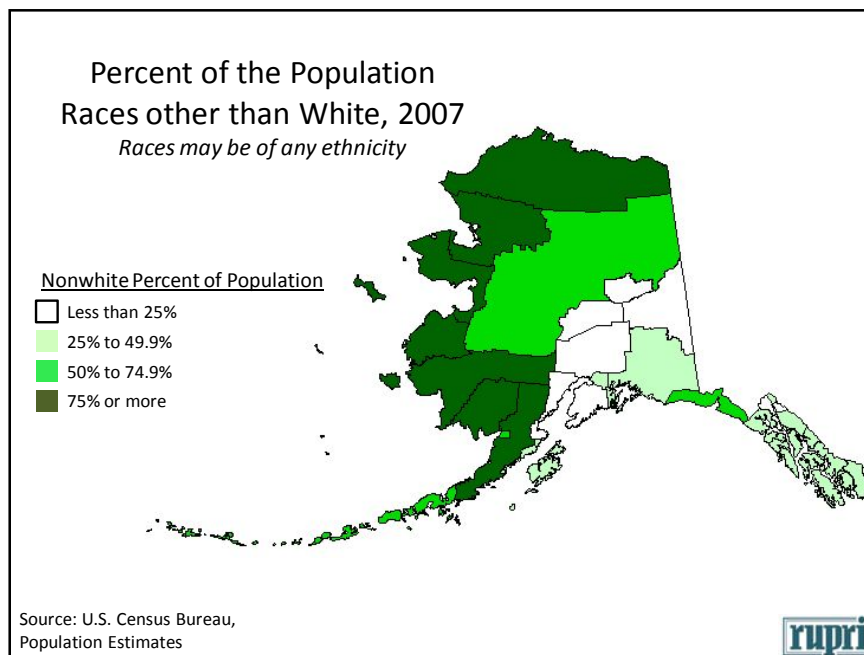 Percent of the Population
Races other than White, 2007
Races may be of any ethnicity
Nonwhite Percent of Population
Less than 25%
25% to 49.9%
50% to 74.9%
75% or more
Source: U.S. Census Bureau,
Population Estimates
rupri